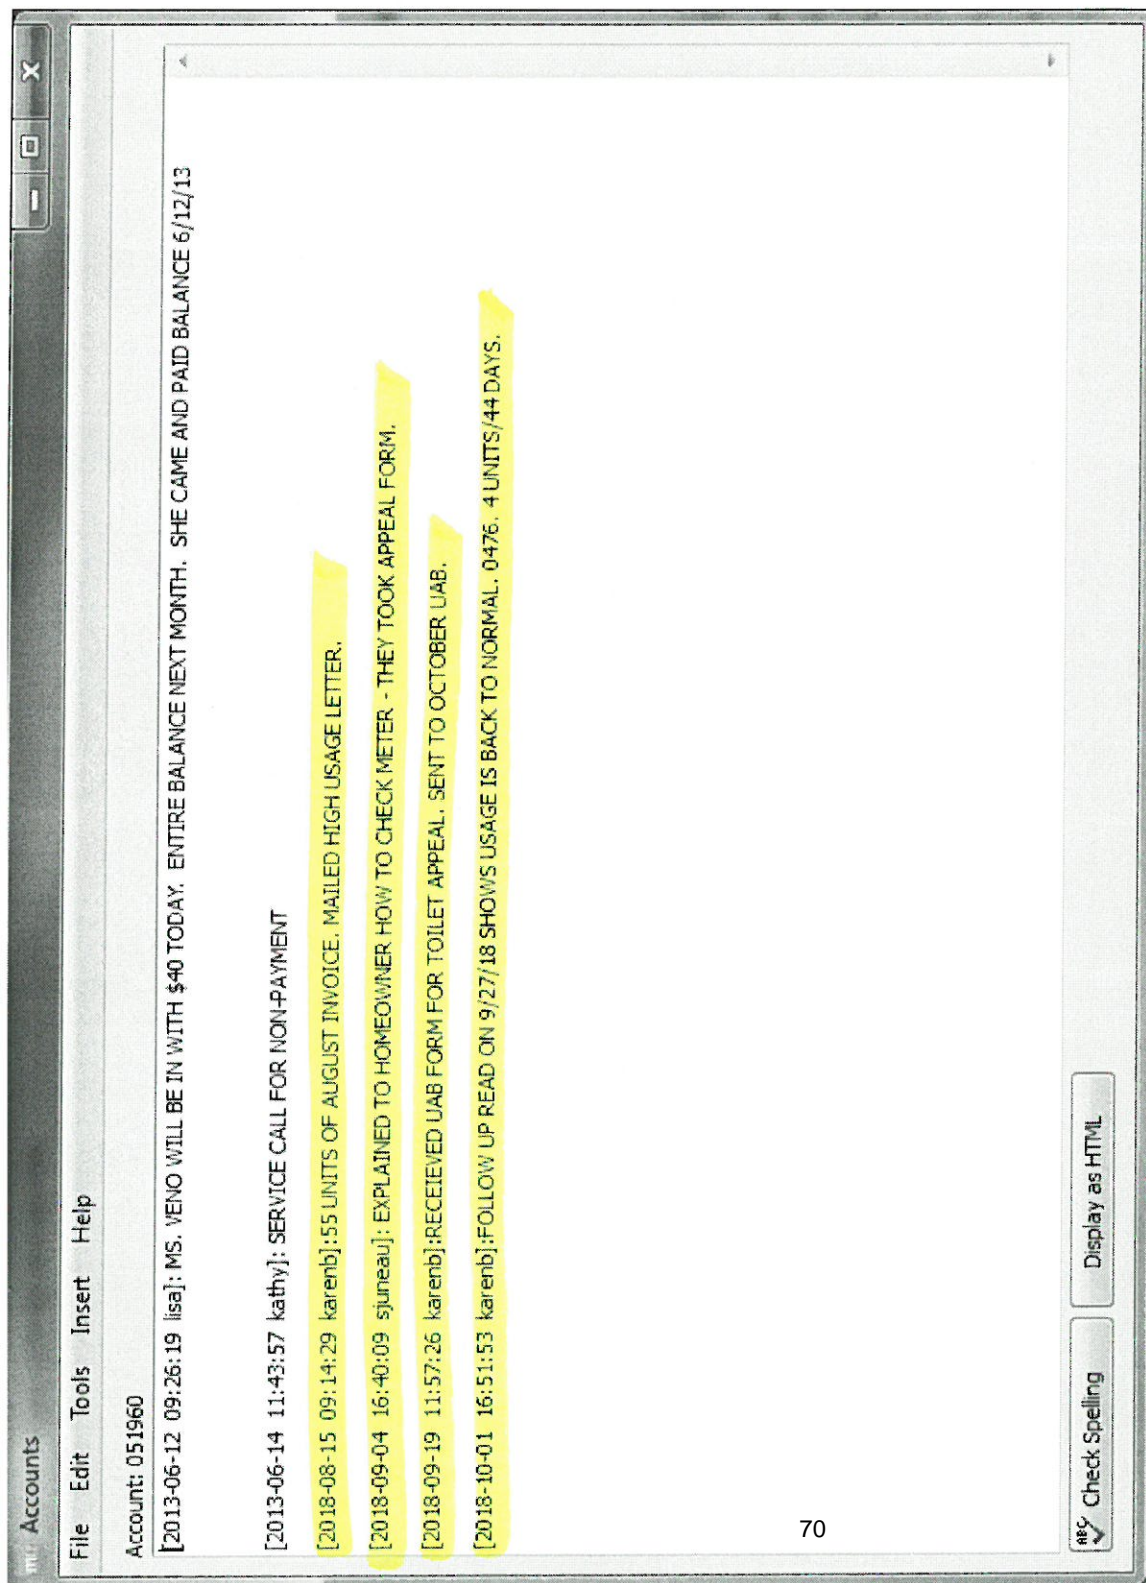 Accounts
File Edit Tools Insert Help
Account: 051960
[2013-06-12 09:26:19 lisa]: MS. VENO WILL BE IN WITH $40 TODAY. ENTIRE BALANCE NEXT MONTH. SHE CAME AND PAID BALANCE 6/12/13
[2013-06-14 11:43:57 kathy]: SERVICE CALL FOR NON-PAYMENT
[2018-08-15 09:14:29 karenb]:55 UNITS OF AUGUST INVOICE. MAILED HIGH USAGE LETTER.
[2018-09-04 16:40:09 sjuneau]: EXPLAINED TO HOMEOWNER HOW TO CHECK METER - THEY TOOK APPEAL FORM.
[2018-09-19 11:57:26 karenb]:RECEIEVED UAB FORM FOR TOILET APPEAL. SENT TO OCTOBER UAB.
[2018-10-01 16:51:53 karenb]:FOLLOW UP READ ON 9/27/18 SHOWS USAGE IS BACK TO NORMAL. 0476. 4 UNITS/44 DAYS.
ABC Check Spelling
Display as HTML
70